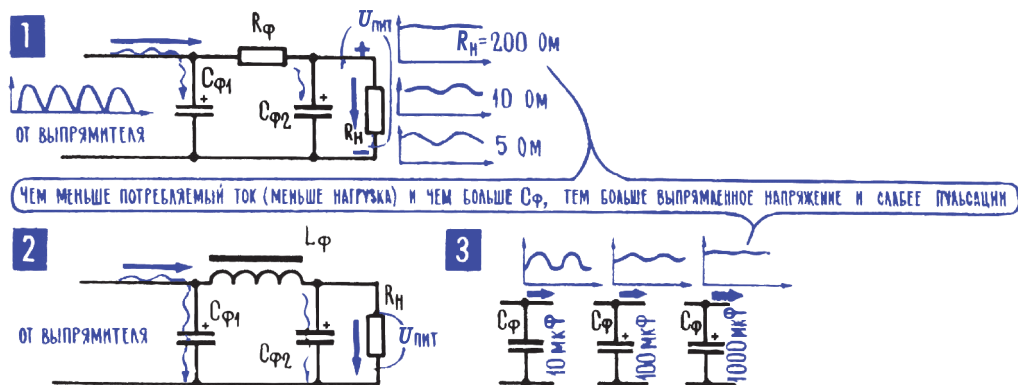 1
Rф
Uпит
+
Rн=200 Ом
Cф1
+
Cф2
+
Rн
10 Ом
5 Ом
−
от выпрямителя
Чем меньше потребляемый ток (меньше нагрузка) и чем больше Cф, тем больше выпрямленное напряжение и слабее пульсации
2
Lф
3
Cф1
+
Cф2
+
Rн
Uпит
от выпрямителя
Cф
10 мкФ
Cф
+
100 мкФ
Cф
+
1000 мкФ